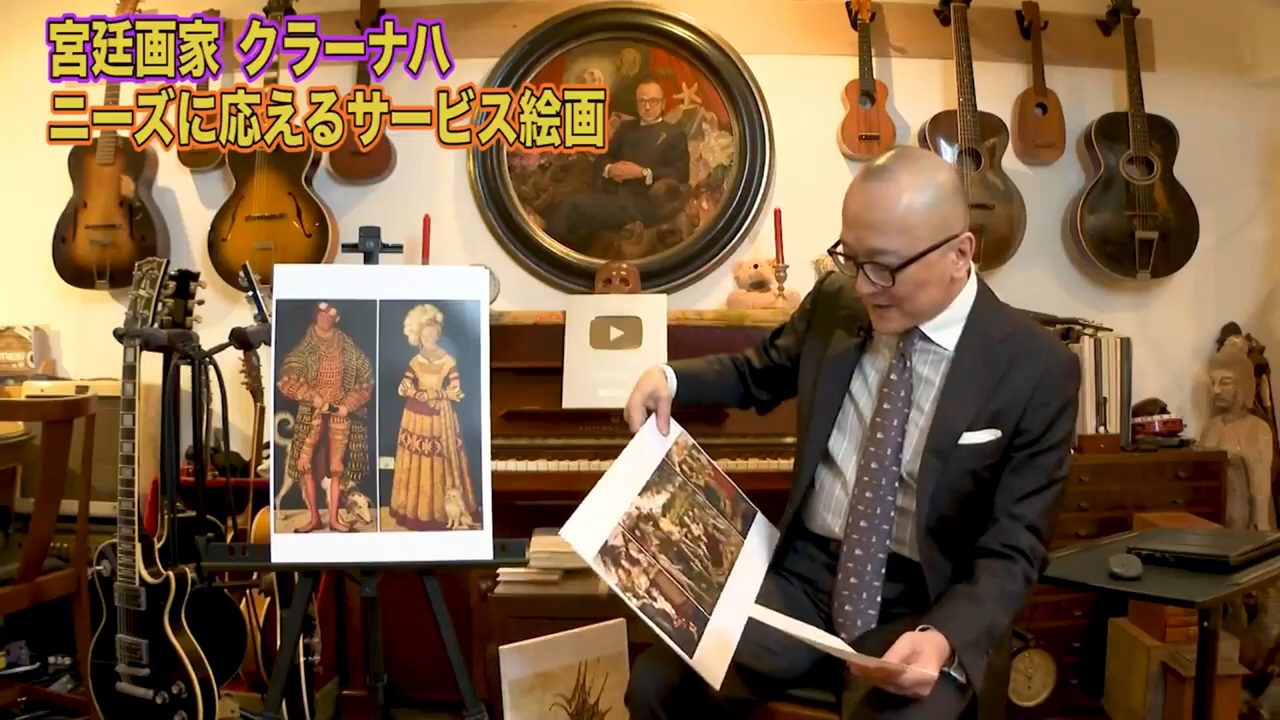 宮廷画家 クラーナハ
ニーズに応えるサービス絵画